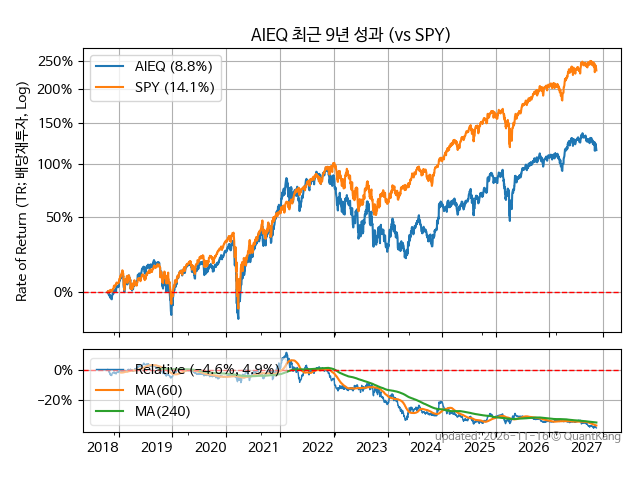 AIEQ 최근 9년 성과 (vs SPY)
AIEQ (8.8%)
SPY (14.1%)
Rate of Return (TR; 배당재투자, Log)
250%
200%
150%
100%
50%
0%
Relative (−4.6%, 4.9%)
MA(60)
MA(240)
0%
−20%
updated: 2026-11-16 © QuantKang
2018 2019 2020 2021 2022 2023 2024 2025 2026 2027